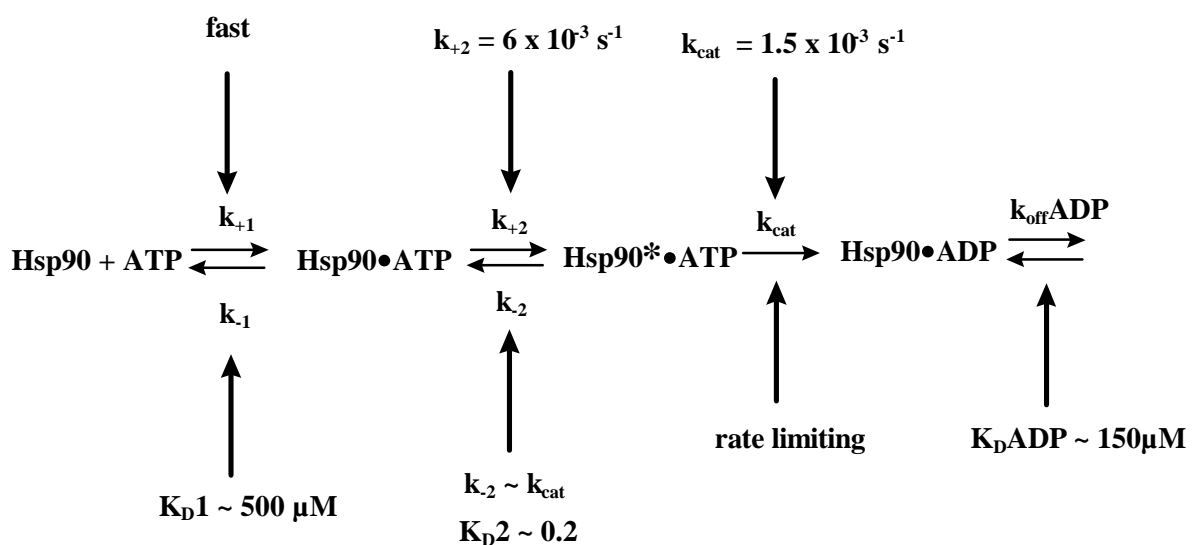 fast
k+2 = 6 x 10-3 s-1
kcat = 1.5 x 10-3 s-1
k+1
k+2
kcat
koffADP
Hsp90 + ATP
Hsp90•ATP
Hsp90*•ATP
Hsp90•ADP
k-1
k-2
rate limiting
KDADP ~ 150µM
KD1 ~ 500 µM
k-2 ~ kcat
KD2 ~ 0.2